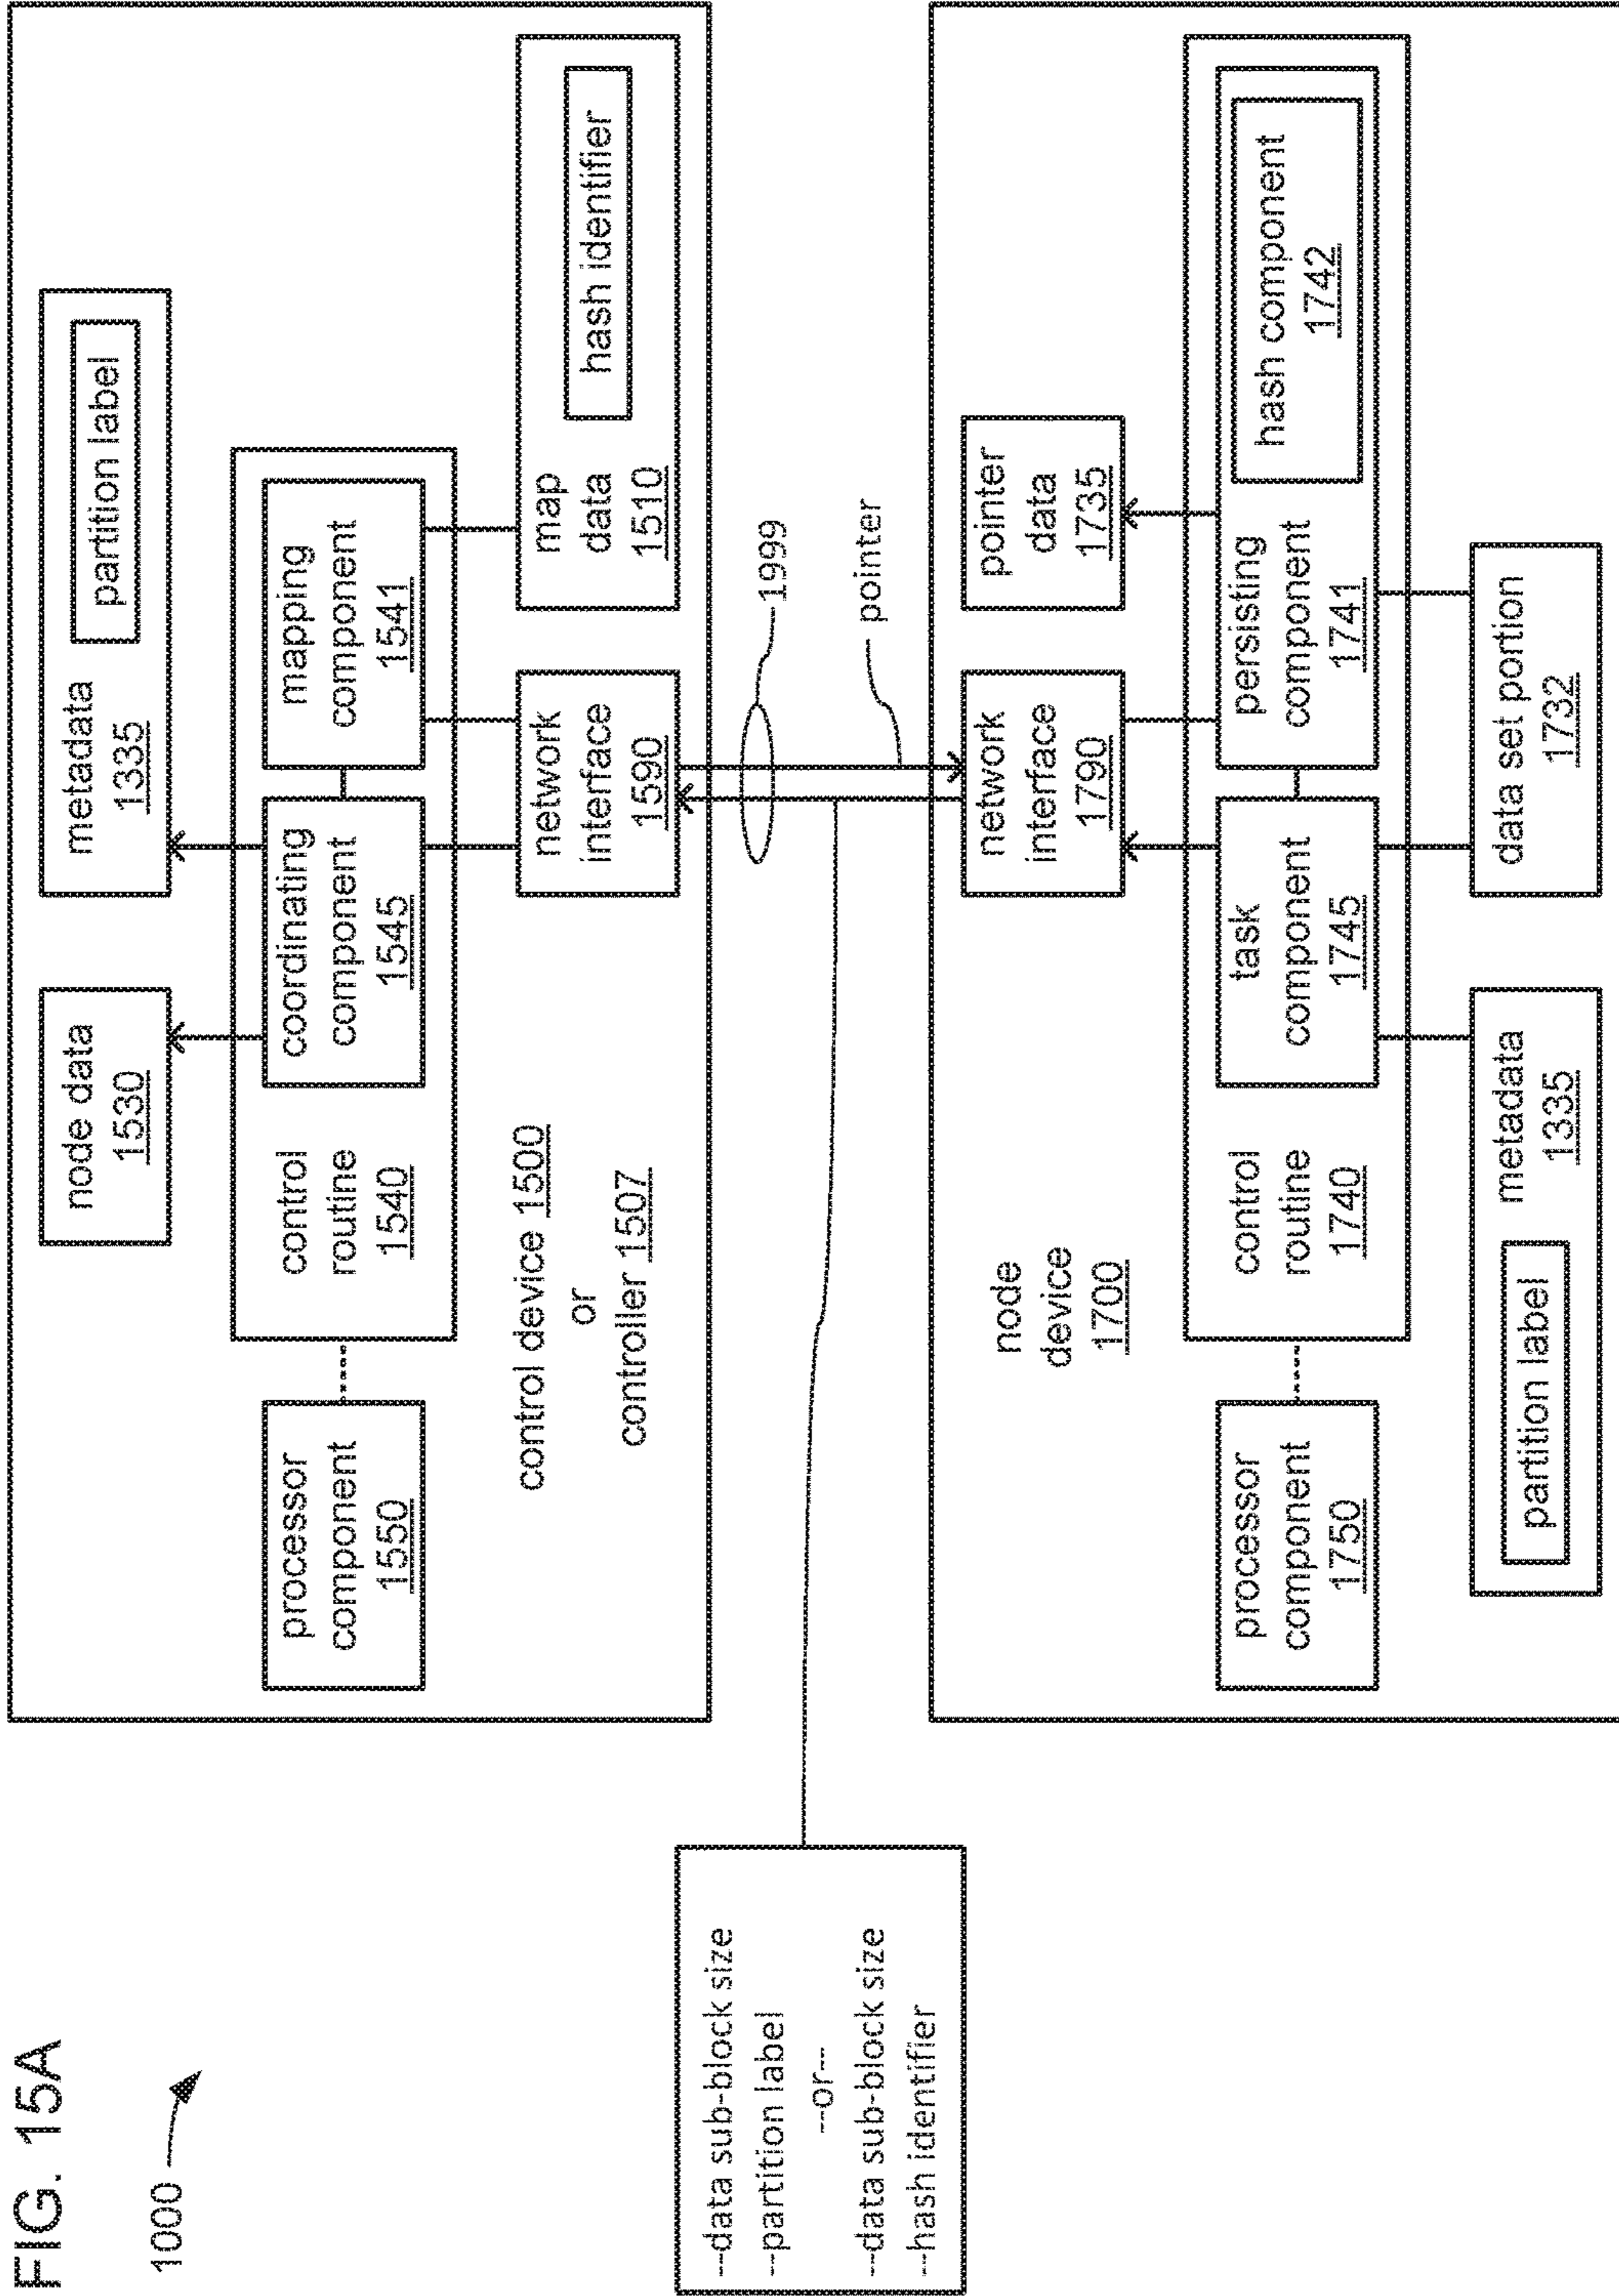 FIG. 15A
1000
--data sub-block size
--partition label
--or--
--data sub-block size
--hash identifier
node data
1530
metadata
1335
partition label
processor
component
1550
control
routine
1540
coordinating
component
1545
mapping
component
1541
control device 1500
or
controller 1507
network
interface
1590
map
data
1510
hash identifier
1999
pointer
node
device
1700
network
interface
1790
pointer
data
1735
processor
component
1750
control
routine
1740
task
component
1745
persisting
component
1741
hash component
1742
partition label
metadata
1335
data set portion
1732